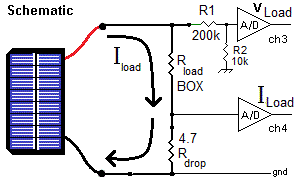 Schematic
R1
200k
A/D
V Load
ch3
R2
10k
I load
R load
BOX
I Load
A/D
ch4
4.7
R drop
gnd